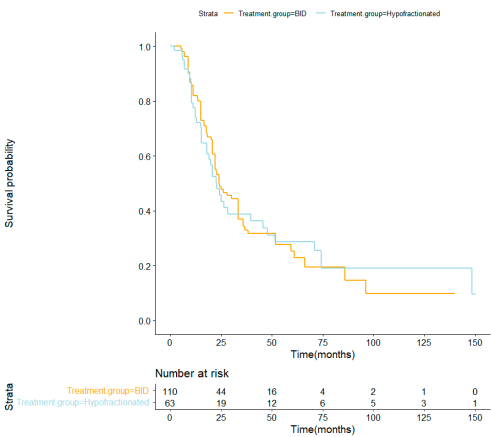 Strata Treatment.group=BID Treatment.group=Hypofractionated
Survival probability
1.0
0.8
0.6
0.4
0.2
0.0
0 25 50 75 100 125 150
Time(months)
Number at risk
Strata
Treatment.group=BID 110 44 16 4 2 1 0
Treatment.group=Hypofractionated 63 19 12 6 5 3 1
0 25 50 75 100 125 150
Time(months)